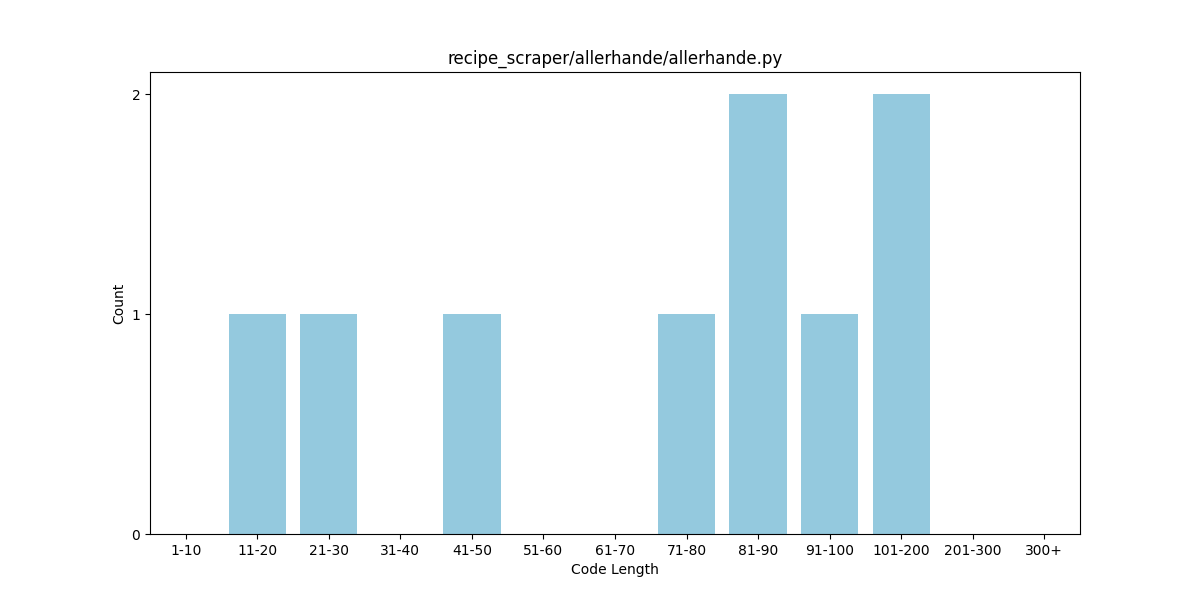 recipe_scraper/allerhande/allerhande.py
2
1
0
Count
1-10 11-20 21-30 31-40 41-50 51-60 61-70 71-80 81-90 91-100 101-200 201-300 300+
Code Length